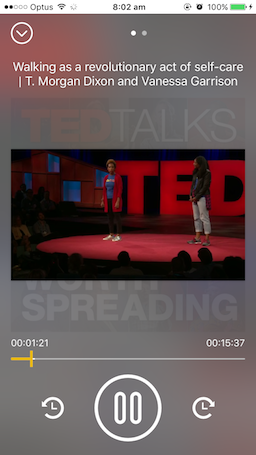 Optus
8:02 am
100%
Walking as a revolutionary act of self-care
| T. Morgan Dixon and Vanessa Garrison
TEDTALKS
TED
WORTH
SPREADING
00:01:21
00:15:37